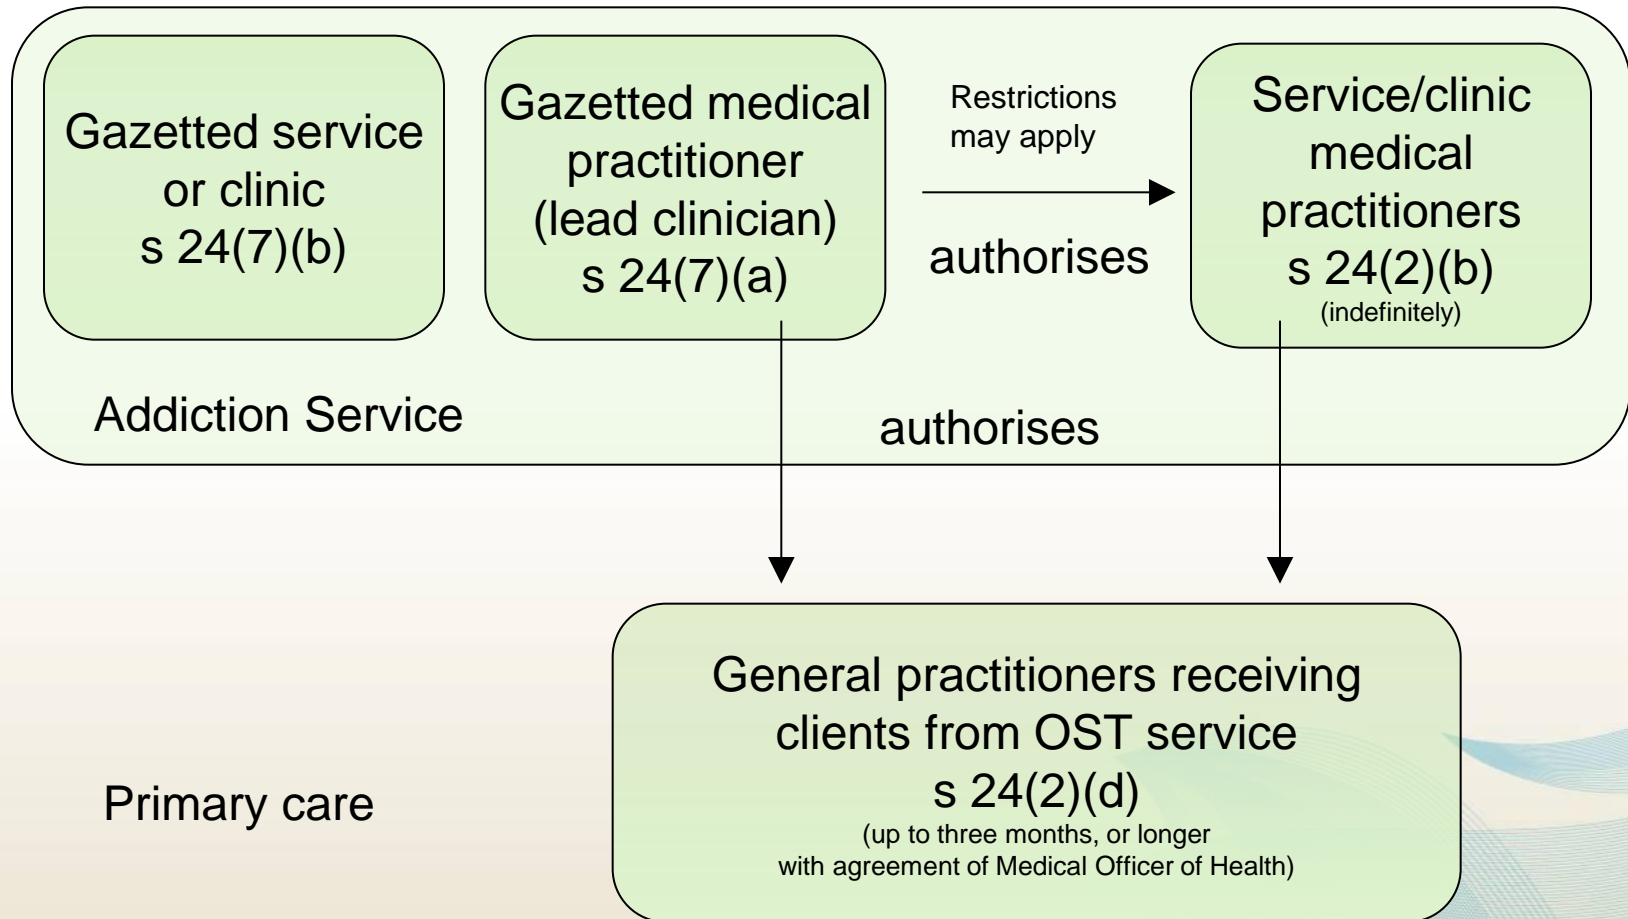 Gazetted service
or clinic
s 24(7)(b)
Gazetted medical
practitioner
(lead clinician)
s 24(7)(a)
Restrictions
may apply
authorises
Service/clinic
medical
practitioners
s 24(2)(b)
(indefinitely)
Addiction Service
authorises
General practitioners receiving
clients from OST service
s 24(2)(d)
(up to three months, or longer
with agreement of Medical Officer of Health)
Primary care